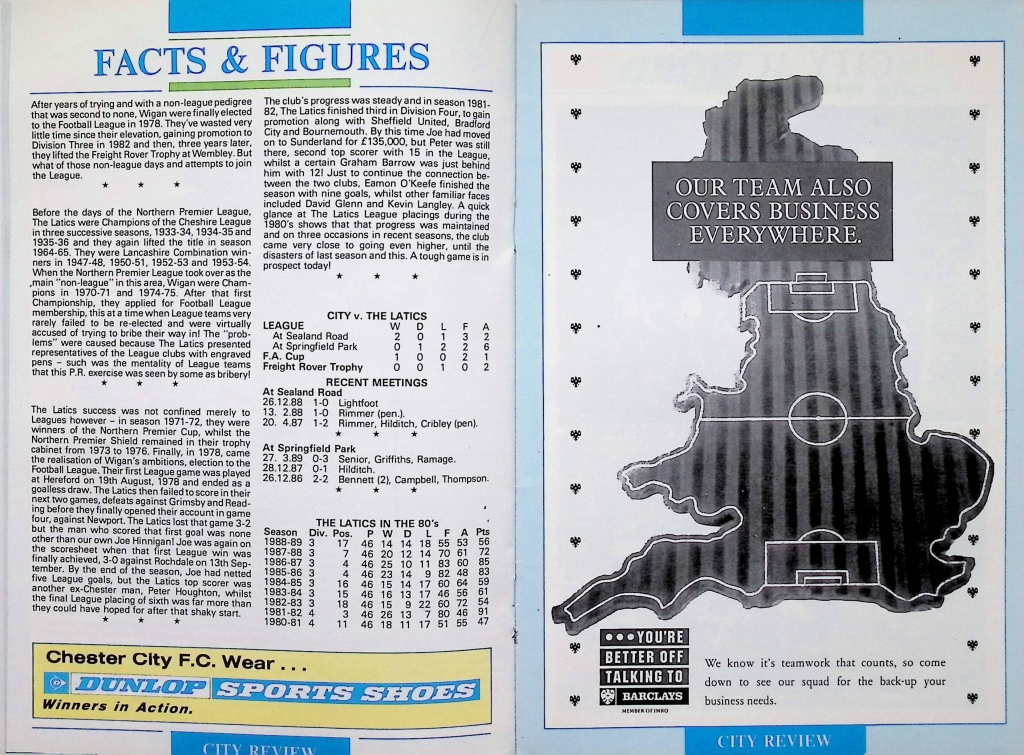 FACTS & FIGURES
After years of trying and with a non-league pedigree
that was second to none, Wigan were finally elected
to the Football League in 1978. They've wasted very
little time since their elevation, gaining promotion to
Division Three in 1982 and then, three years later,
they lifted the Freight Rover Trophy at Wembley. But
what of those non-league days and attempts to join
the League.
* * *
Before the days of the Northern Premier League,
The Latics were Champions of the Cheshire League
in three successive seasons, 1933-34, 1934-35 and
1935-36 and they again lifted the title in season
1964-65. They were Lancashire Combination win-
ners in 1947-48, 1950-51, 1952-53 and 1953-54.
When the Northern Premier League took over as the
main "non-league" in this area, Wigan were Cham-
pions in 1970-71 and 1974-75. After that first
Championship, they applied for Football League
membership, this at a time when League teams very
rarely failed to be re-elected and were virtually
accused of trying to bribe their way in! The "prob-
lems" were caused because The Latics presented
representatives of the League clubs with engraved
pens – such was the mentality of League teams
that this P.R. exercise was seen by some as bribery!
* * *
The Latics success was not confined merely to
Leagues however – in season 1971-72, they were
winners of the Northern Premier Cup, whilst the
Northern Premier Shield remained in their trophy
cabinet from 1973 to 1976. Finally, in 1978, came
the realisation of Wigan's ambitions, election to the
Football League. Their first League game was played
at Hereford on 19th August, 1978 and ended as a
goalless draw. The Latics then failed to score in their
next two games, defeats against Grimsby and Read-
ing before they finally opened their account in game
four, against Newport. The Latics lost that game 3-2
but the man who scored that first goal was none
other than our own Joe Hinnigan! Joe was again on
the scoresheet when that first League win was
finally achieved, 3-0 against Rochdale on 13th Sep-
tember. By the end of the season, Joe had netted
five League goals, but the Latics top scorer was
another ex-Chester man, Peter Houghton, whilst
the final League placing of sixth was far more than
they could have hoped for after that shaky start.
* * *
The club's progress was steady and in season 1981-
82, The Latics finished third in Division Four, to gain
promotion along with Sheffield United, Bradford
City and Bournemouth. By this time Joe had moved
on to Sunderland for £135,000, but Peter was still
there, second top scorer with 15 in the League,
whilst a certain Graham Barrow was just behind
him with 12! Just to continue the connection be-
tween the two clubs, Eamon O'Keefe finished the
season with nine goals, whilst other familiar faces
included David Glenn and Kevin Langley. A quick
glance at The Latics League placings during the
1980's shows that that progress was maintained
and on three occasions in recent seasons, the club
came very close to going even higher, until the
disasters of last season and this. A tough game is in
prospect today!
* * *
CITY v. THE LATICS
LEAGUE W D L F A
At Sealand Road 2 0 1 3 2
At Springfield Park 0 1 2 2 6
F.A. Cup 1 0 0 2 1
Freight Rover Trophy 0 0 1 0 2
RECENT MEETINGS
At Sealand Road
26.12.88 1-0 Lightfoot
13. 2.88 1-0 Rimmer (pen.).
20. 4.87 1-2 Rimmer, Hilditch, Cribley (pen).
* * *
At Springfield Park
27. 3.89 0-3 Senior, Griffiths, Ramage.
28.12.87 0-1 Hilditch.
26.12.86 2-2 Bennett (2), Campbell, Thompson.
* * *
THE LATICS IN THE 80's
Season Div. Pos. P W D L F A Pts
1988-89 3 17 46 14 14 18 55 53 56
1987-88 3 7 46 20 12 14 70 61 72
1986-87 3 4 46 25 10 11 83 60 85
1985-86 3 4 46 23 14 9 82 48 83
1984-85 3 16 46 15 14 17 60 64 59
1983-84 3 15 46 16 13 17 46 56 61
1982-83 3 18 46 15 9 22 60 72 54
1981-82 4 3 46 26 13 7 80 46 91
1980-81 4 11 46 18 11 17 51 55 47
Chester City F.C. Wear . . .
DUNLOP SPORTS SHOES
Winners in Action.
CITY REVIEW
OUR TEAM ALSO
COVERS BUSINESS
EVERYWHERE.
•••YOU'RE
BETTER OFF
TALKING TO
BARCLAYS
MEMBER OF IMRO
We know it's teamwork that counts, so come
down to see our squad for the back-up your
business needs.
CITY REVIEW